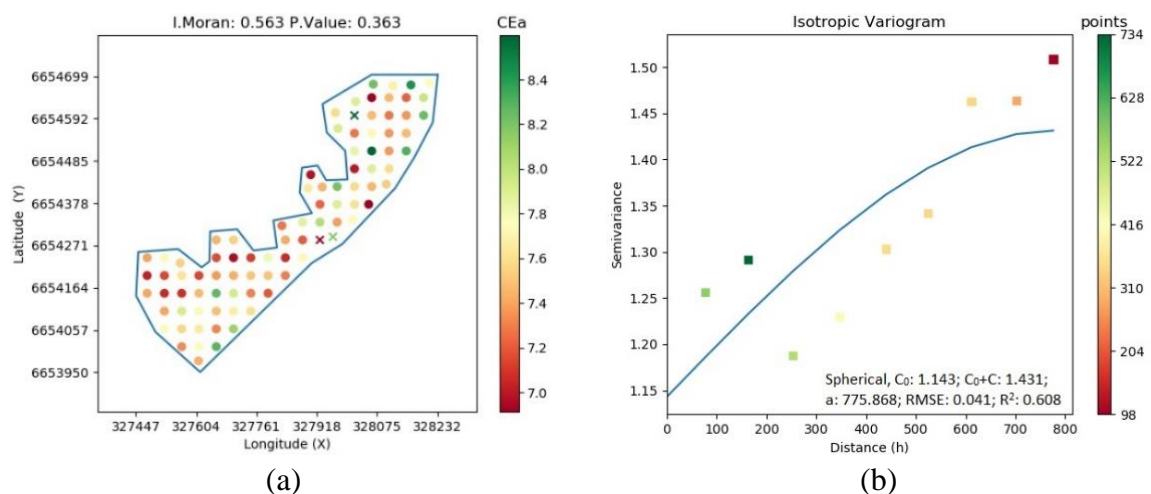 I.Moran: 0.563 P.Value: 0.363
CEa
6654699
6654592
6654485
6654378
6654271
6654164
6654057
6653950
Latitude (Y)
327447 327604 327761 327918 328075 328232
Longitude (X)
8.4
8.2
8.0
7.8
7.6
7.4
7.2
7.0
(a)
Isotropic Variogram
points
1.50
1.45
1.40
1.35
1.30
1.25
1.20
1.15
Semivariance
Spherical, C₀: 1.143; C₀+C: 1.431;
a: 775.868; RMSE: 0.041; R²: 0.608
0 100 200 300 400 500 600 700 800
Distance (h)
734
628
522
416
310
204
98
(b)